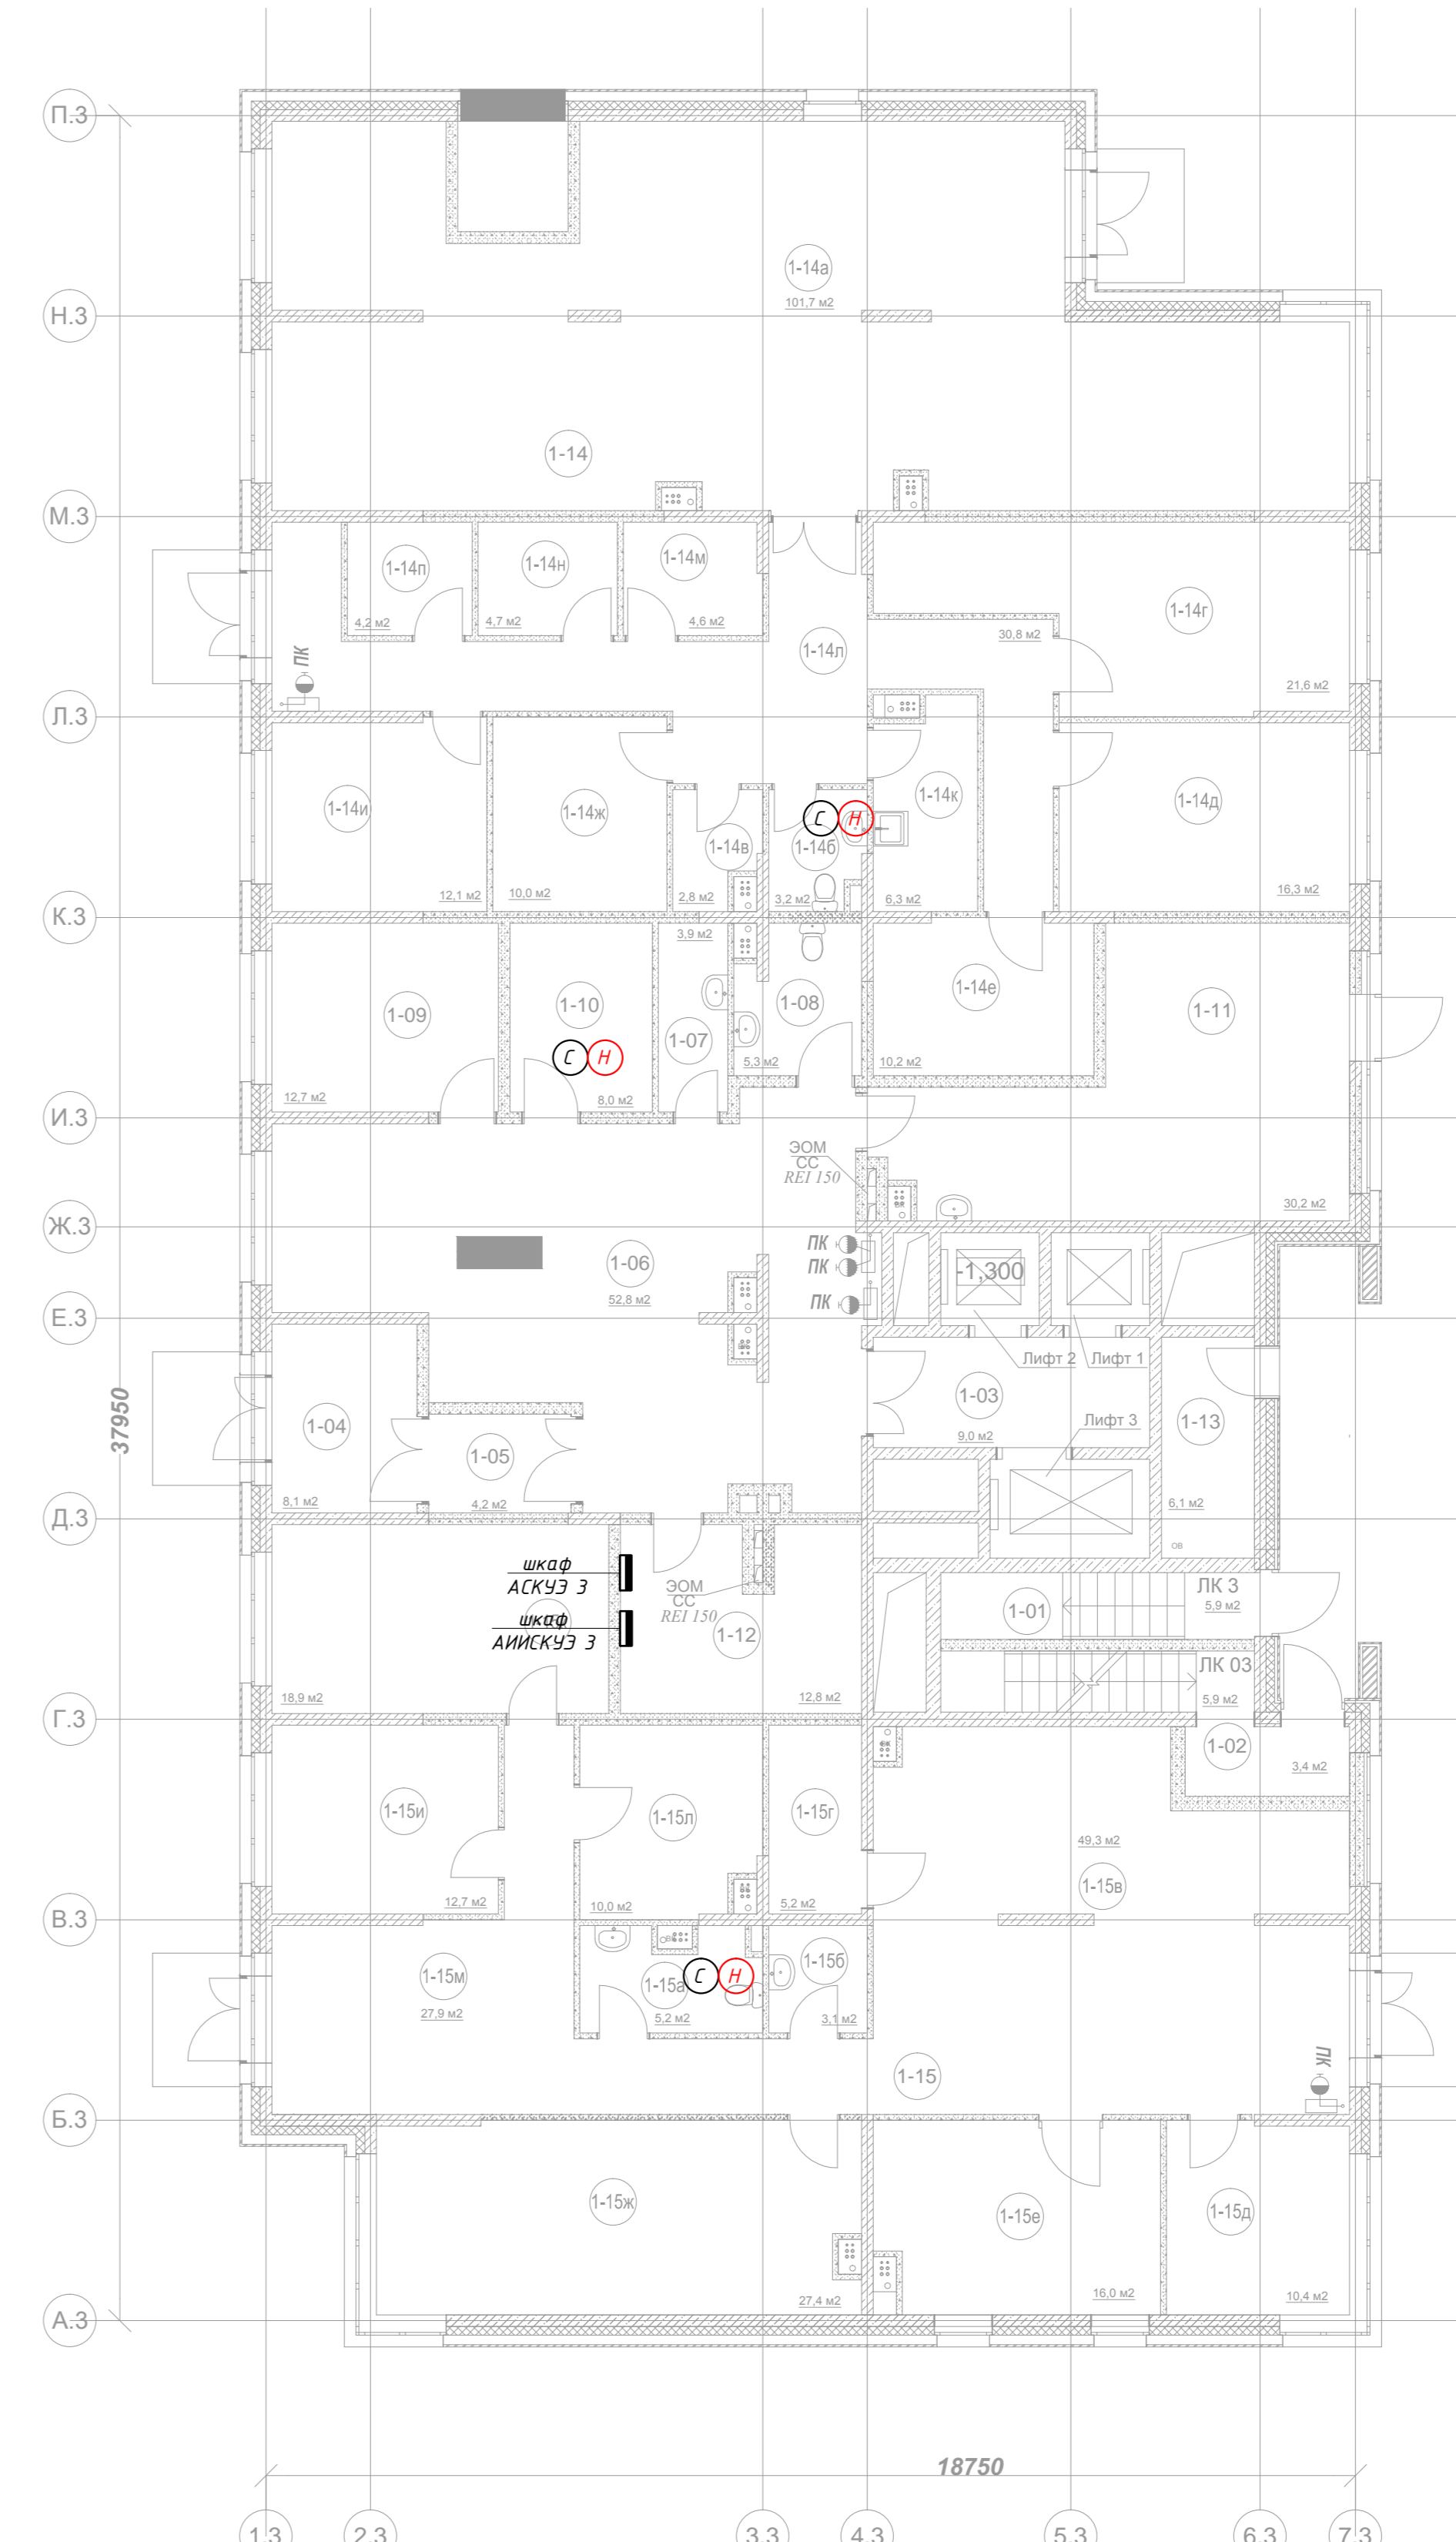 П.3
1-14а
101,7 м2
Н.3
1-14
М.3
1-14п
1-14н
1-14м
4,2 м2
4,7 м2
4,6 м2
1-14г
30,8 м2
1-14л
ПК
21,6 м2
Л.3
1-14и
1-14ж
1-14к
1-14д
С
Н
1-14в
1-14б
12,1 м2
10,0 м2
2,8 м2
3,2 м2
6,3 м2
16,3 м2
К.3
3,9 м2
1-09
1-10
1-08
1-14е
1-11
1-07
С
Н
5,3 м2
10,2 м2
12,7 м2
8,0 м2
И.3
ЭОМ
СС
REI 150
30,2 м2
Ж.3
ПК
ПК
ПК
1-06
52,8 м2
-1,300
Е.3
Лифт 2
Лифт 1
1-03
9,0 м2
Лифт 3
1-13
37950
1-04
1-05
8,1 м2
4,2 м2
6,1 м2
Д.3
ОВ
шкаф
АСКУЭ 3
шкаф
АИИСКУЭ 3
ЭОМ
СС
REI 150
1-12
1-01
ЛК 3
5,9 м2
ЛК 03
5,9 м2
18,9 м2
12,8 м2
Г.3
1-02
3,4 м2
1-15и
1-15л
1-15г
49,3 м2
1-15в
12,7 м2
10,0 м2
5,2 м2
В.3
1-15м
27,9 м2
1-15а
С
Н
1-15б
5,2 м2
3,1 м2
1-15
ПК
Б.3
1-15ж
1-15е
1-15д
27,4 м2
16,0 м2
10,4 м2
А.3
18750
1.3
2.3
3.3
4.3
5.3
6.3
7.3